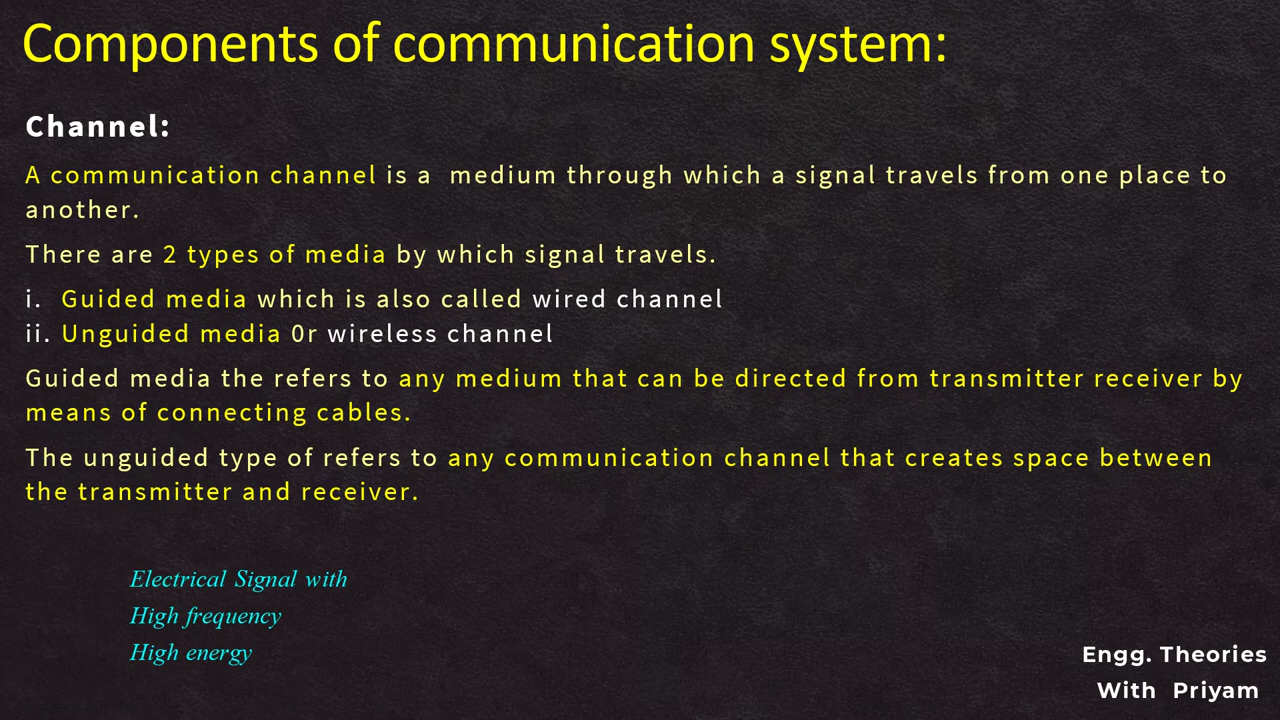 Components of communication system:
Channel:
A communication channel is a  medium through which a signal travels from one place to
another.
There are 2 types of media by which signal travels.
i. Guided media which is also called wired channel
ii. Unguided media 0r wireless channel
Guided media the refers to any medium that can be directed from transmitter receiver by
means of connecting cables.
The unguided type of refers to any communication channel that creates space between
the transmitter and receiver.
Electrical Signal with
High frequency
High energy
Engg. Theories
With Priyam